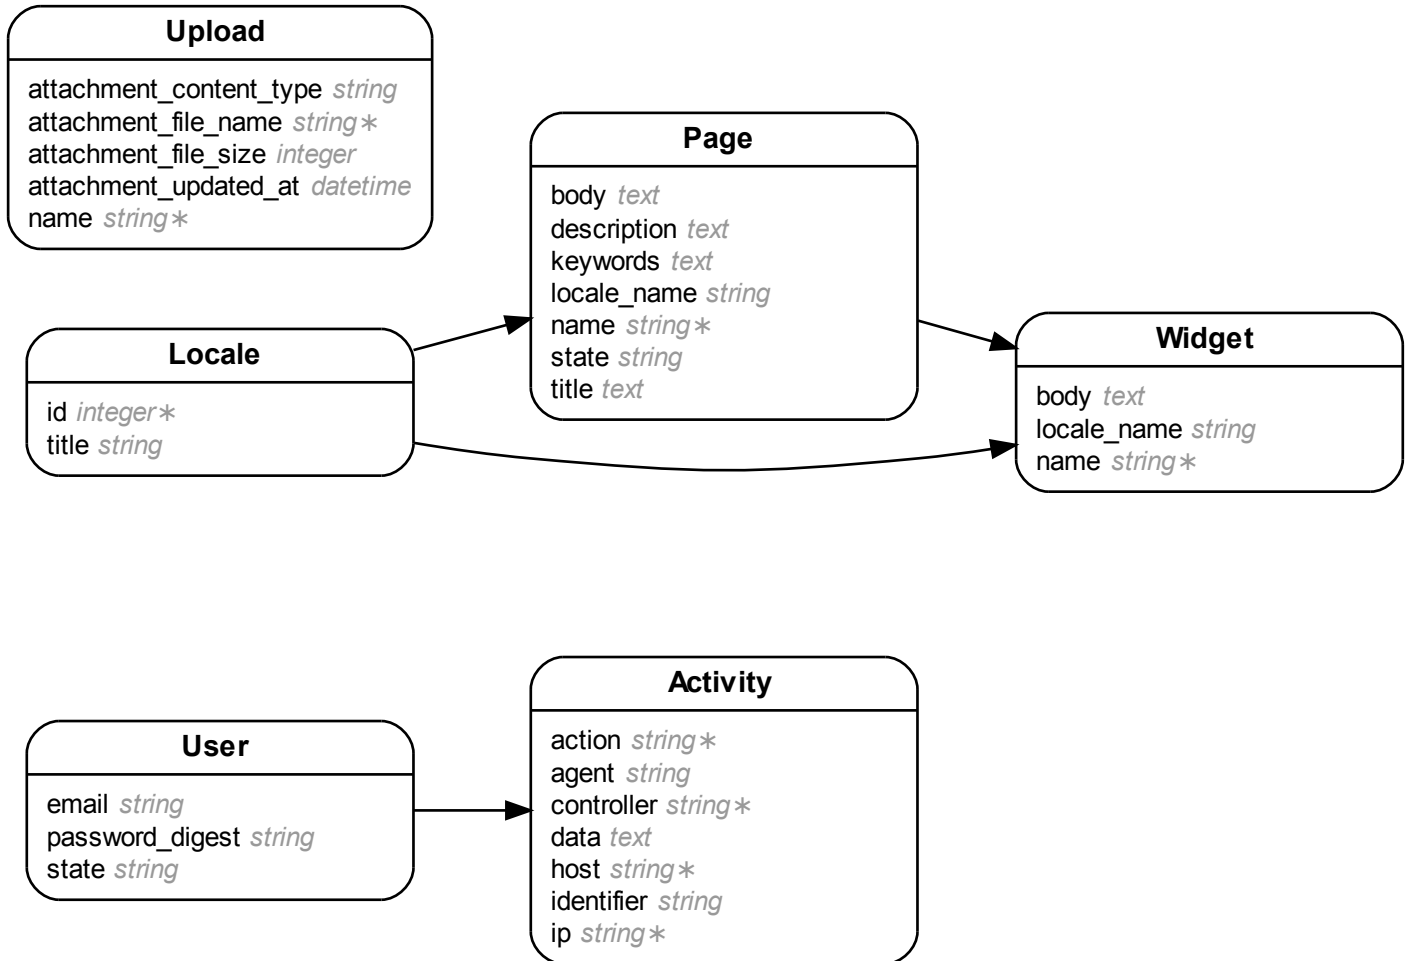 Upload
attachment_content_type string
attachment_file_name string∗
attachment_file_size integer
attachment_updated_at datetime
name string∗
Page
body text
description text
keywords text
locale_name string
name string∗
state string
title text
Locale
id integer∗
title string
Widget
body text
locale_name string
name string∗
User
email string
password_digest string
state string
Activity
action string∗
agent string
controller string∗
data text
host string∗
identifier string
ip string∗